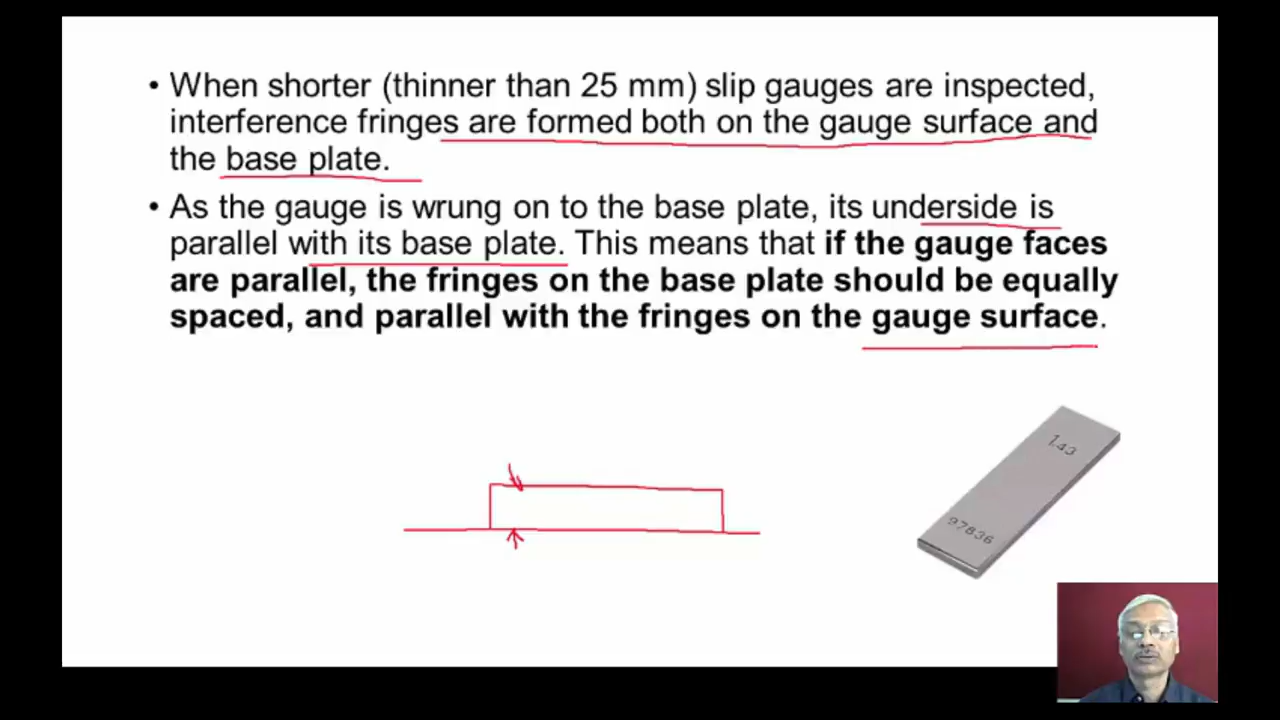 • When shorter (thinner than 25 mm) slip gauges are inspected,
interference fringes are formed both on the gauge surface and
the base plate.
• As the gauge is wrung on to the base plate, its underside is
parallel with its base plate. This means that if the gauge faces
are parallel, the fringes on the base plate should be equally
spaced, and parallel with the fringes on the gauge surface.
1.43
97836